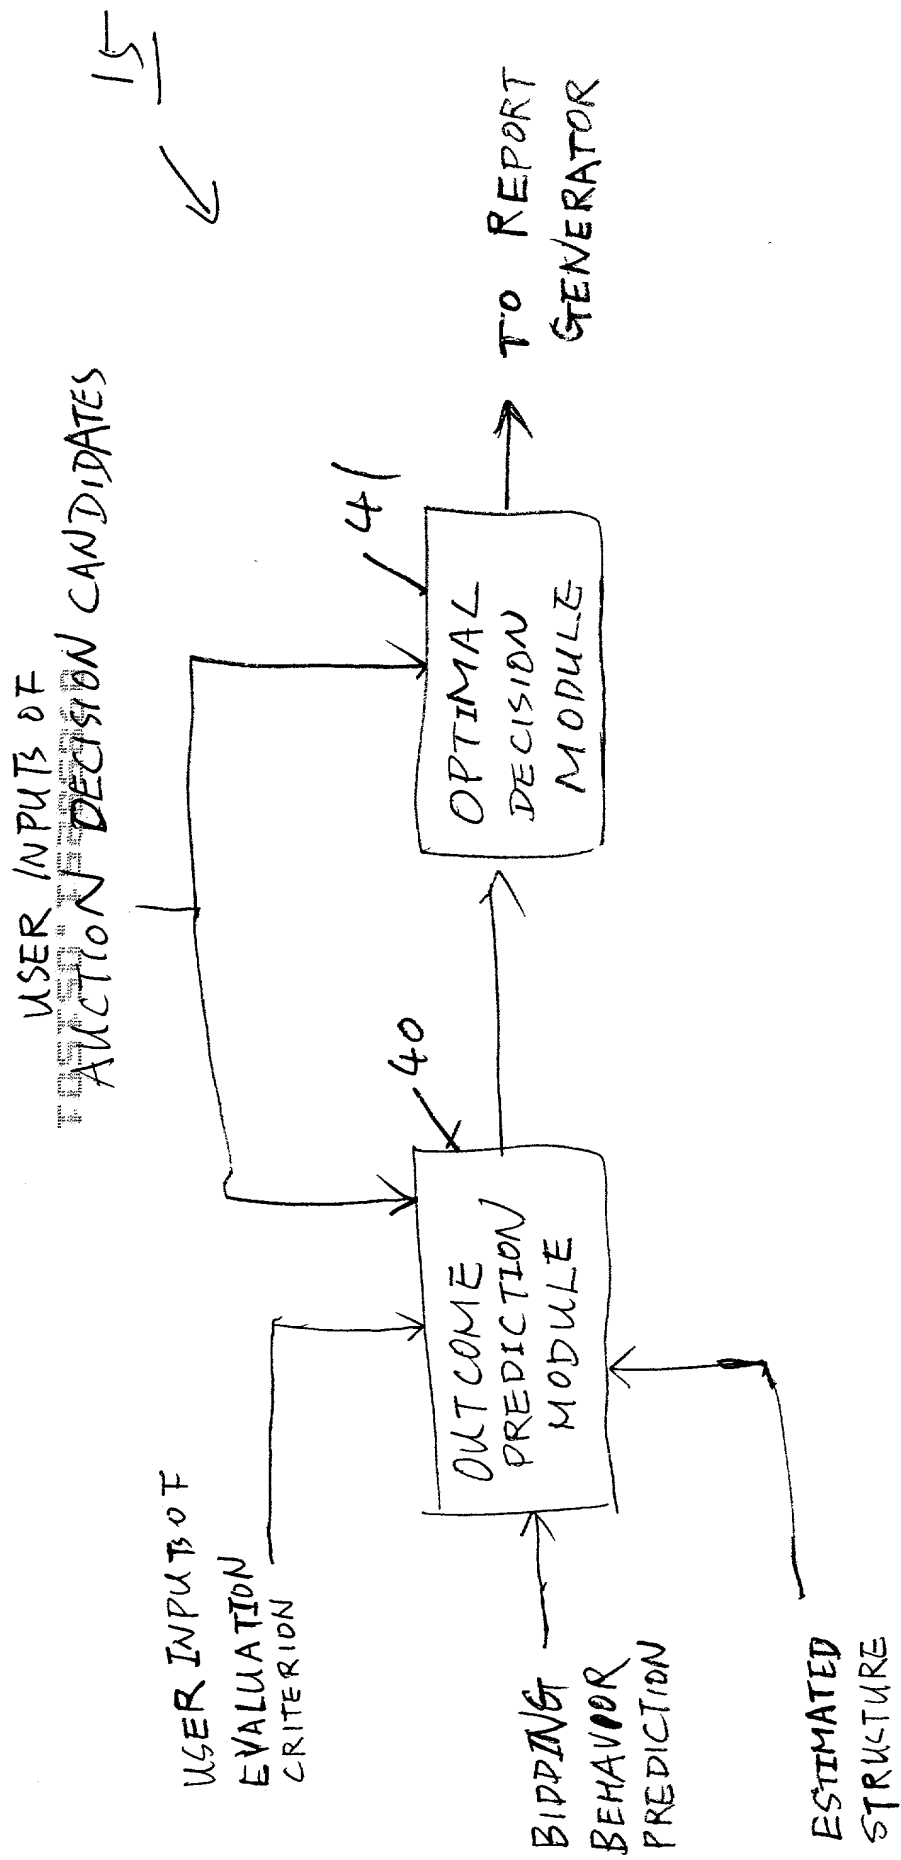 15
USER INPUTS OF
AUCTION DECISION CANDIDATES
USER INPUTS OF
EVALUATION
CRITERION
40
41
OUTCOME
PREDICTION
MODULE
OPTIMAL
DECISION
MODULE
TO REPORT
GENERATOR
BIDDING
BEHAVIOR
PREDICTION
ESTIMATED
STRUCTURE